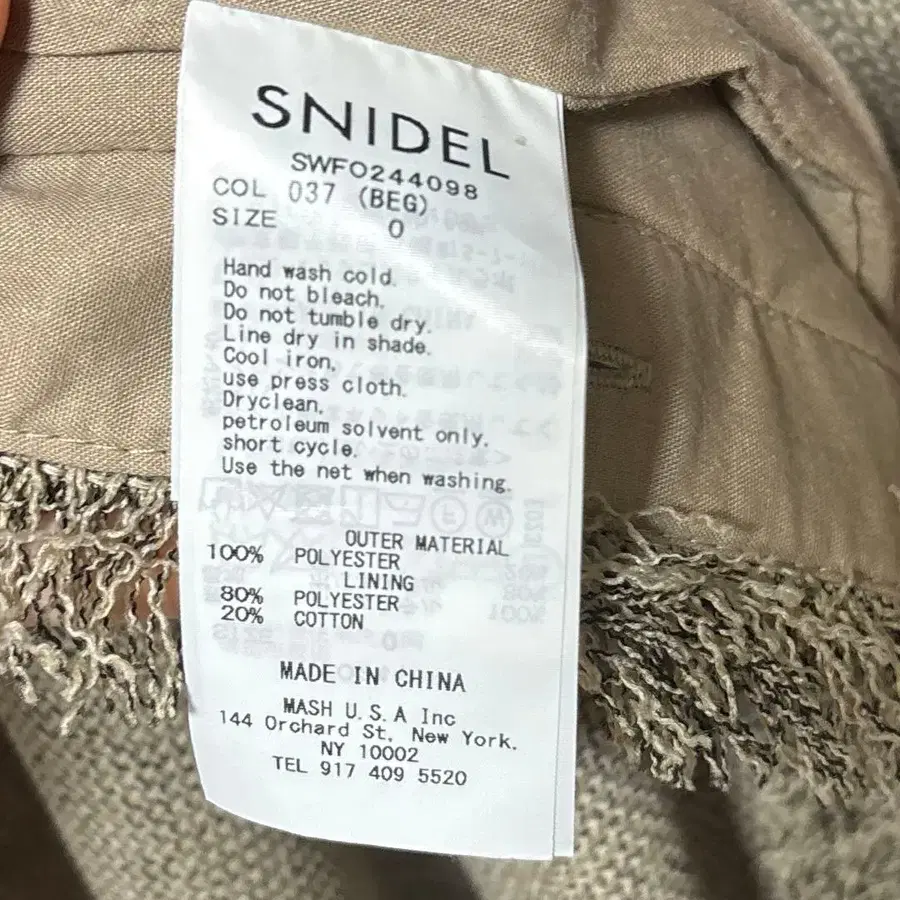 SNIDEL
SWFO244098
COL 037 (BEG)
SIZE 0
Hand wash cold.
Do not bleach.
Do not tumble dry.
Line dry in shade.
Cool iron,
use press cloth.
Dryclean,
petroleum solvent only,
short cycle.
Use the net when washing.
OUTER MATERIAL
100% POLYESTER
LINING
80% POLYESTER
20% COTTON
MADE IN CHINA
MASH U.S.A Inc
144 Orchard St, New York,
NY 10002
TEL 917 409 5520